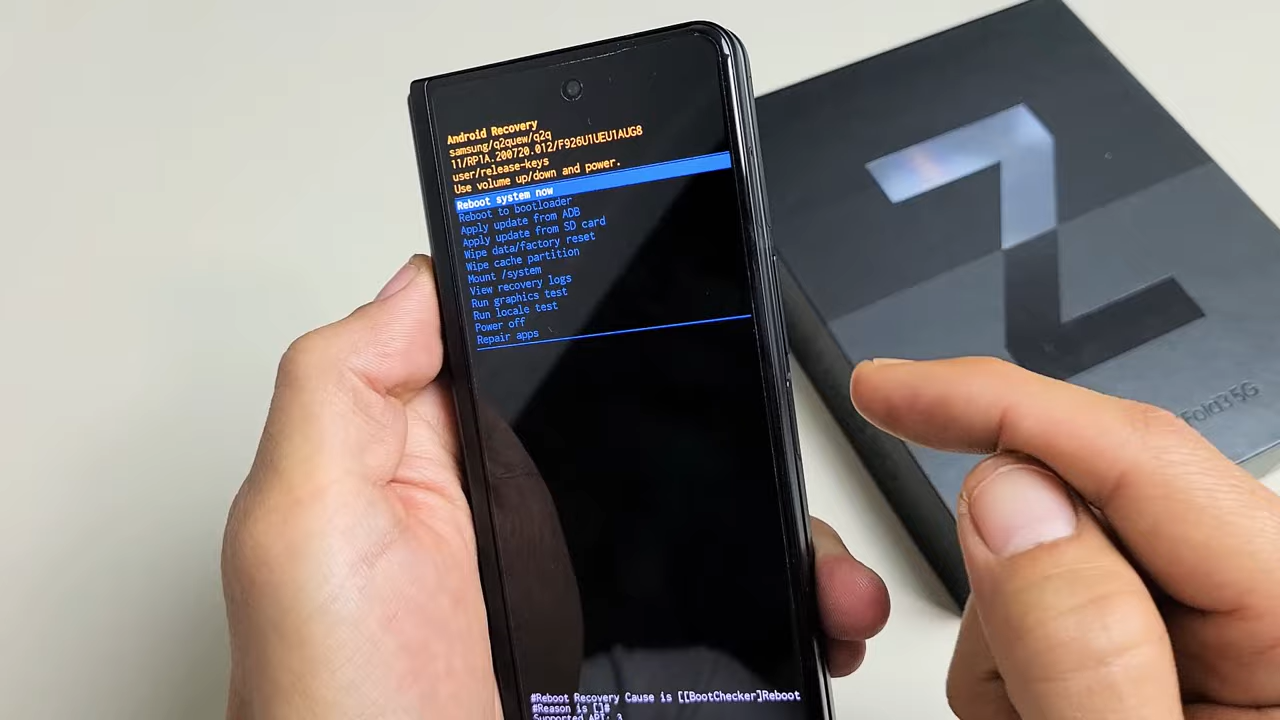 Android Recovery
samsung/q2quew/q2q
11/RP1A.200720.012/F926U1UEU1AUG8
user/release-keys
Use volume up/down and power.
Reboot system now
Reboot to bootloader
Apply update from ADB
Apply update from SD card
Wipe data/factory reset
Wipe cache partition
Mount /system
View recovery logs
Run graphics test
Run locale test
Power off
Repair apps
#Reboot Recovery Cause is [[BootChecker]Reboot
#Reason is []#
Supported API: 3
Z
Fold3 5G